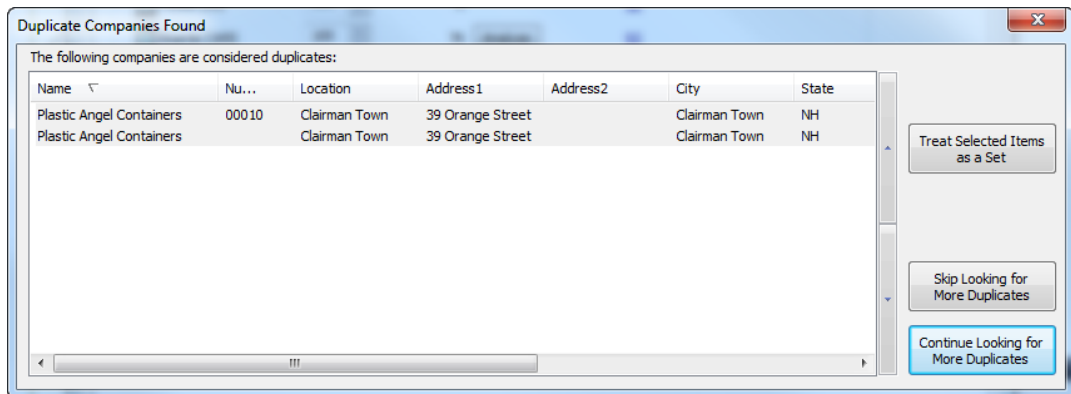 Duplicate Companies Found
The following companies are considered duplicates:
Name Nu... Location Address1 Address2 City State
Plastic Angel Containers 00010 Clairman Town 39 Orange Street Clairman Town NH
Plastic Angel Containers Clairman Town 39 Orange Street Clairman Town NH
Treat Selected Items
as a Set
Skip Looking for
More Duplicates
Continue Looking for
More Duplicates